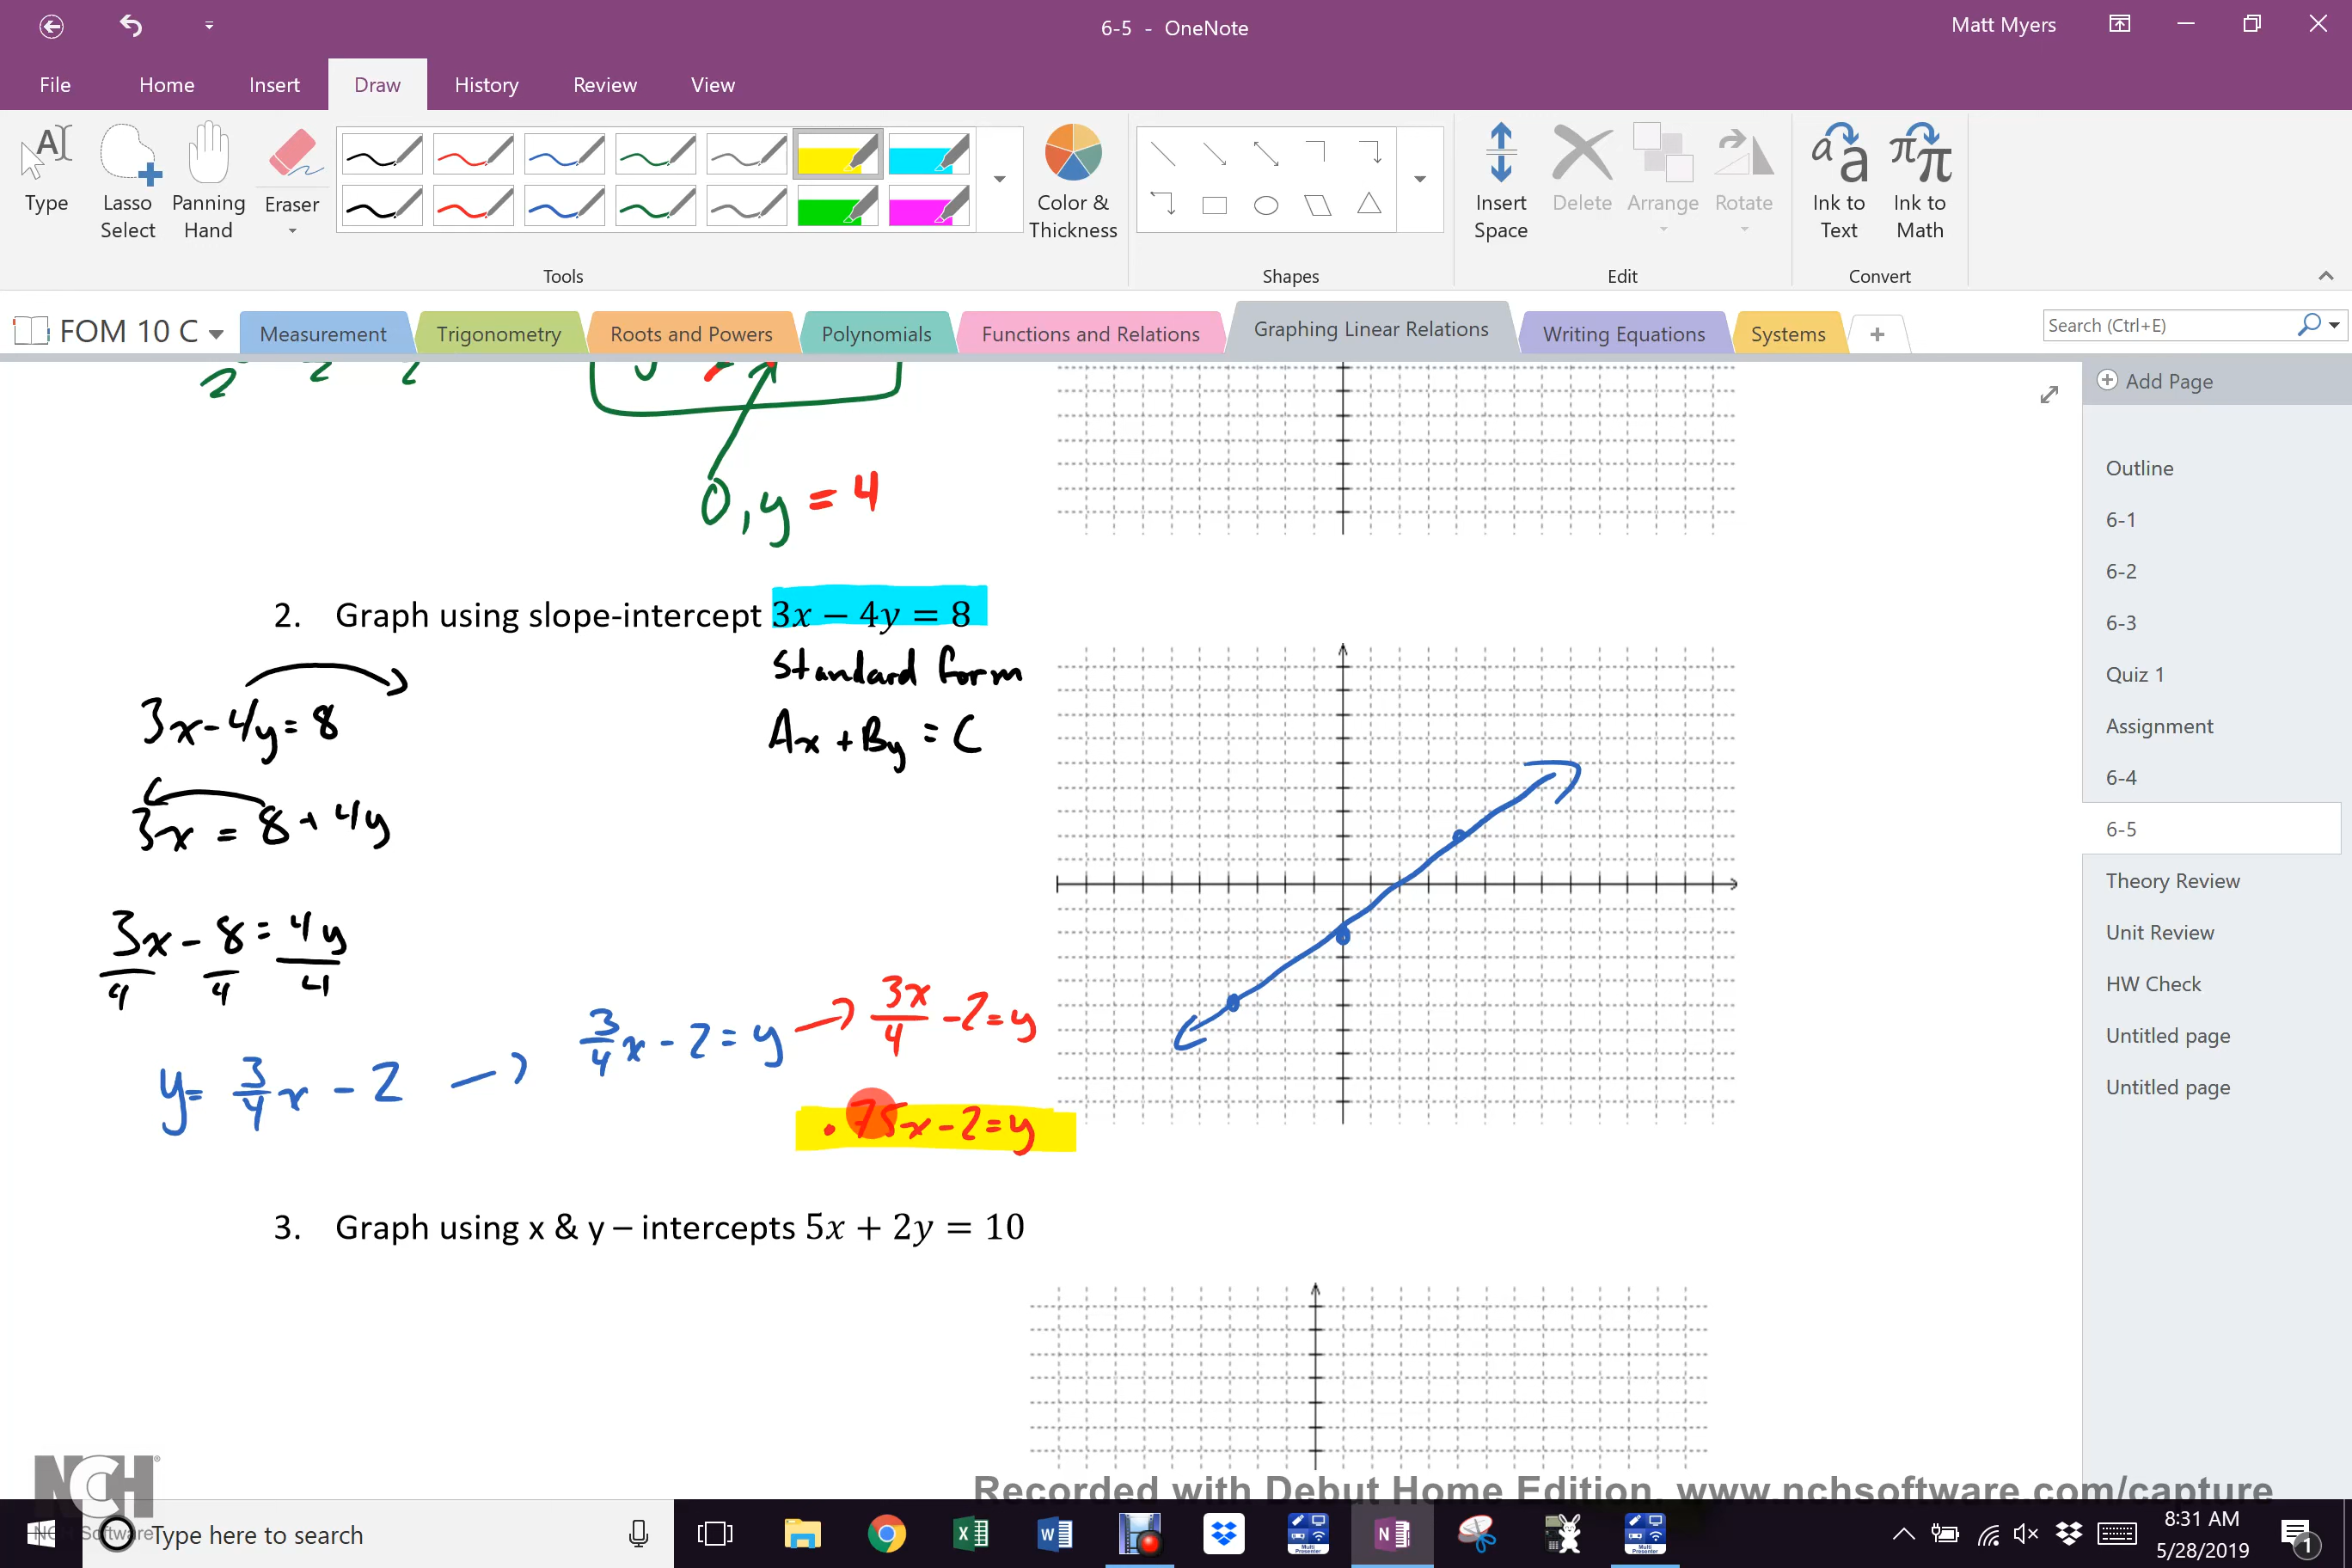 6-5 - OneNote
Matt Myers
File Home Insert Draw History Review View
Type
Lasso Select
Panning Hand
Eraser
Color & Thickness
Insert Space
Delete
Arrange
Rotate
Ink to Text
Ink to Math
Tools
Shapes
Edit
Convert
FOM 10 C
Measurement
Trigonometry
Roots and Powers
Polynomials
Functions and Relations
Graphing Linear Relations
Writing Equations
Systems
Search (Ctrl+E)
2 2 2
0, y = 4
2. Graph using slope-intercept 3x − 4y = 8
Standard form
Ax + By = C
3x - 4y = 8
3x = 8 + 4y
3x - 8 = 4y
4 4 4
y = 3/4 x - 2 → 3/4 x - 2 = y → 3x/4 - 2 = y
.75x - 2 = y
3. Graph using x & y – intercepts 5x + 2y = 10
Add Page
Outline
6-1
6-2
6-3
Quiz 1
Assignment
6-4
6-5
Theory Review
Unit Review
HW Check
Untitled page
Untitled page
NCH
NCH Software
Recorded with Debut Home Edition. www.nchsoftware.com/capture
Type here to search
8:31 AM
5/28/2019
1